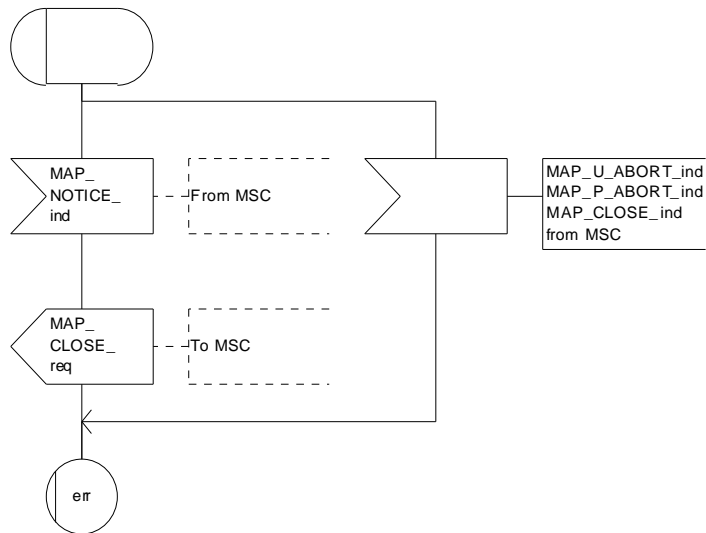 MAP_
NOTICE_
ind
From MSC
MAP_U_ABORT_ind
MAP_P_ABORT_ind
MAP_CLOSE_ind
from MSC
MAP_
CLOSE_
req
To MSC
err